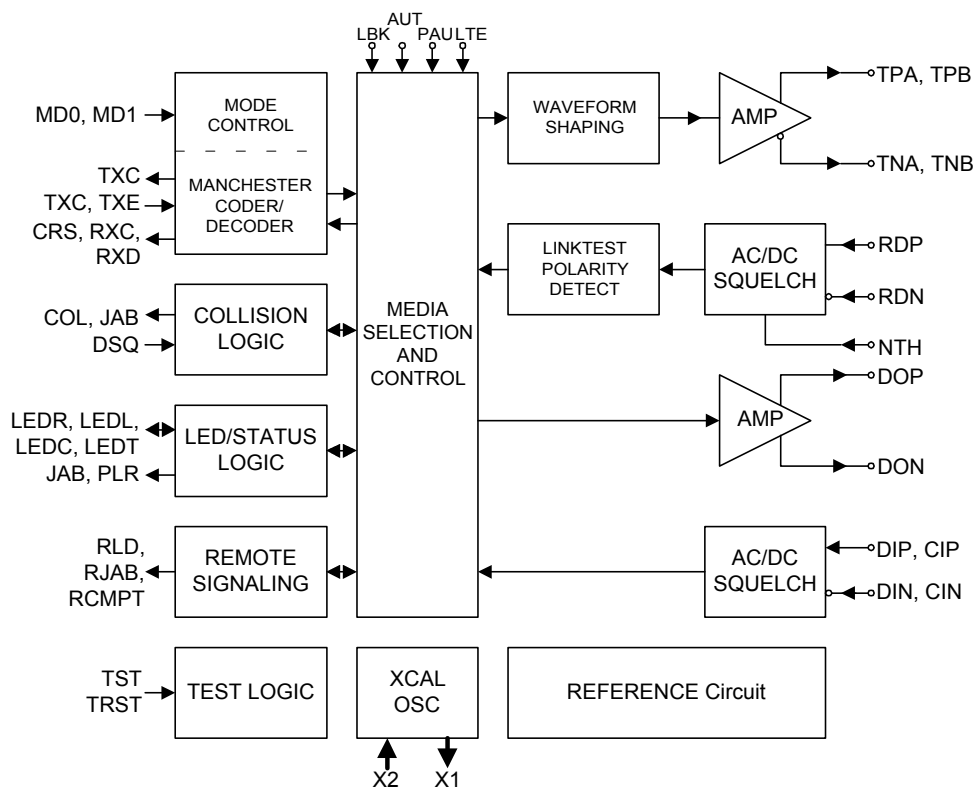 AUT
LBK
PAU
LTE
MD0, MD1
MODE
CONTROL
TXC
TXC, TXE
CRS, RXC,
RXD
MANCHESTER
CODER/
DECODER
COL, JAB
DSQ
COLLISION
LOGIC
LEDR, LEDL,
LEDC, LEDT
JAB, PLR
LED/STATUS
LOGIC
RLD,
RJAB,
RCMPT
REMOTE
SIGNALING
TST
TRST
TEST LOGIC
MEDIA
SELECTION
AND
CONTROL
XCAL
OSC
X2
X1
WAVEFORM
SHAPING
AMP
TPA, TPB
TNA, TNB
LINKTEST
POLARITY
DETECT
AC/DC
SQUELCH
RDP
RDN
NTH
AMP
DOP
DON
AC/DC
SQUELCH
DIP, CIP
DIN, CIN
REFERENCE Circuit